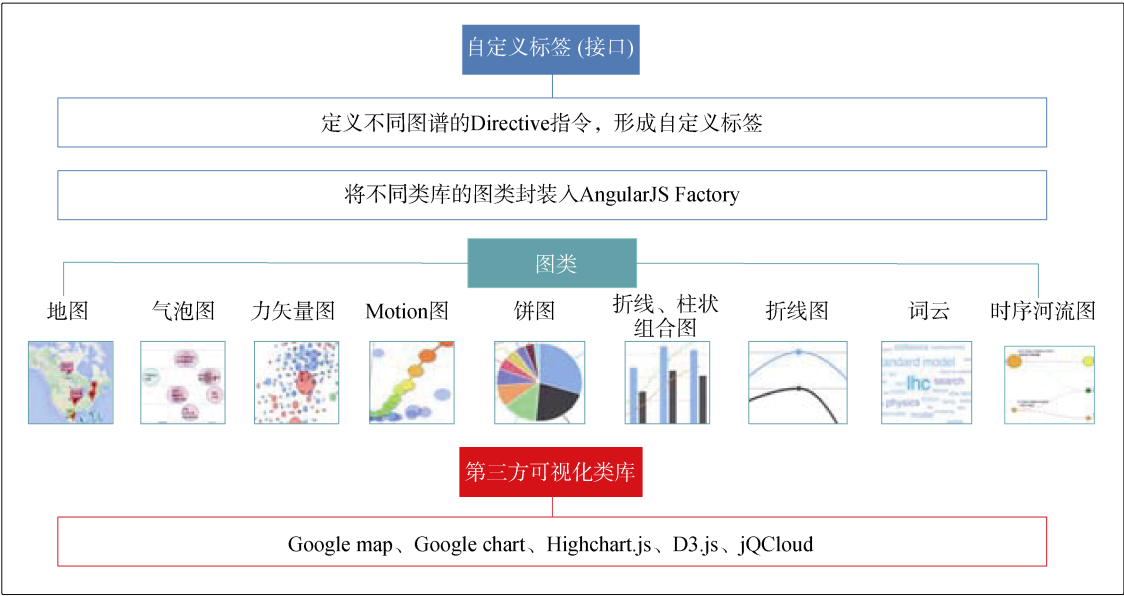 自定义标签 (接口)
定义不同图谱的Directive指令，形成自定义标签
将不同类库的图类封装入AngularJS Factory
图类
地图
气泡图
力矢量图
Motion图
饼图
折线、柱状
组合图
折线图
词云
时序河流图
andard model
lhc
search
physics
第三方可视化类库
Google map、Google chart、Highchart.js、D3.js、jQCloud